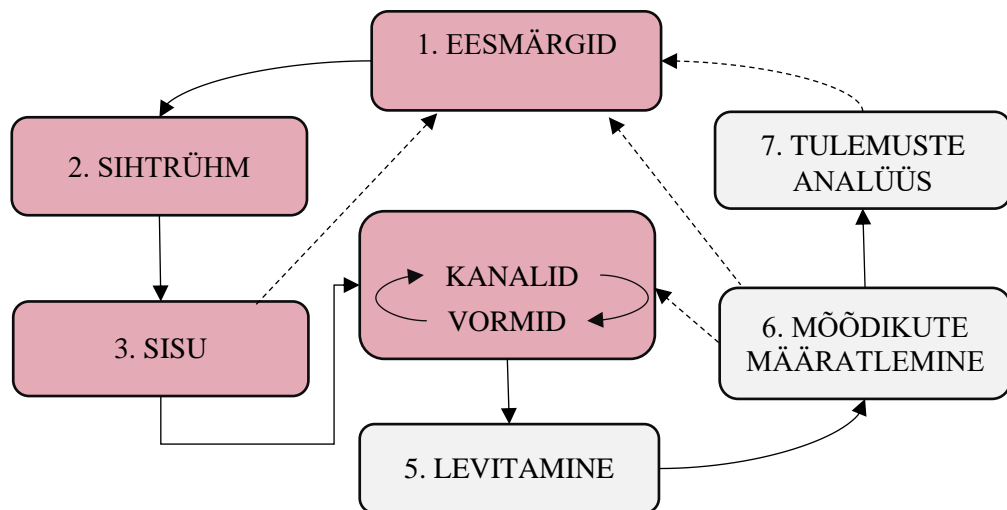 1. EESMÄRGID
2. SIHTRÜHM
3. SISU
KANALID
VORMID
5. LEVITAMINE
6. MÕÕDIKUTE
MÄÄRATLEMINE
7. TULEMUSTE
ANALÜÜS